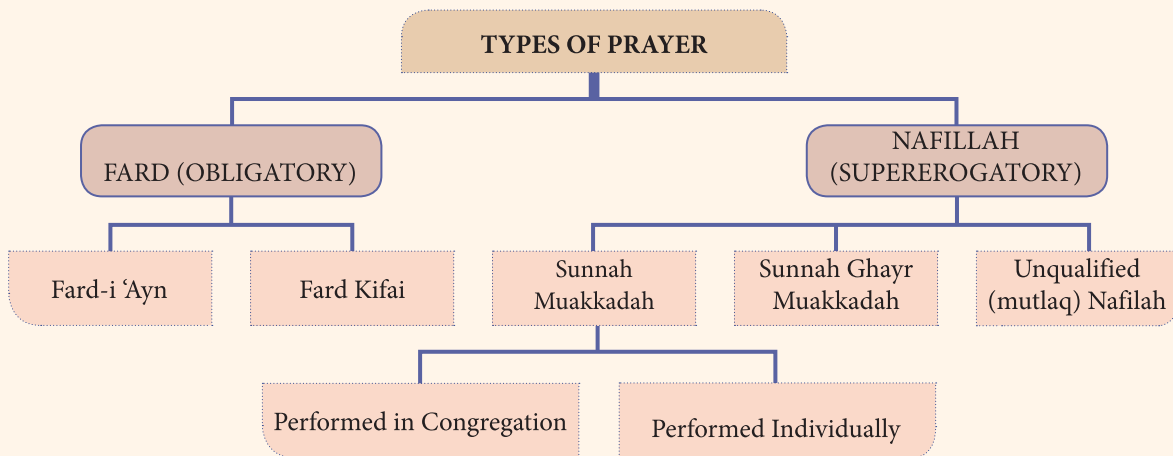 TYPES OF PRAYER
FARD (OBLIGATORY)
NAFILLAH
(SUPEREROGATORY)
Fard-i ‘Ayn
Fard Kifai
Sunnah
Muakkadah
Sunnah Ghayr
Muakkadah
Unqualified
(mutlaq) Nafilah
Performed in Congregation
Performed Individually